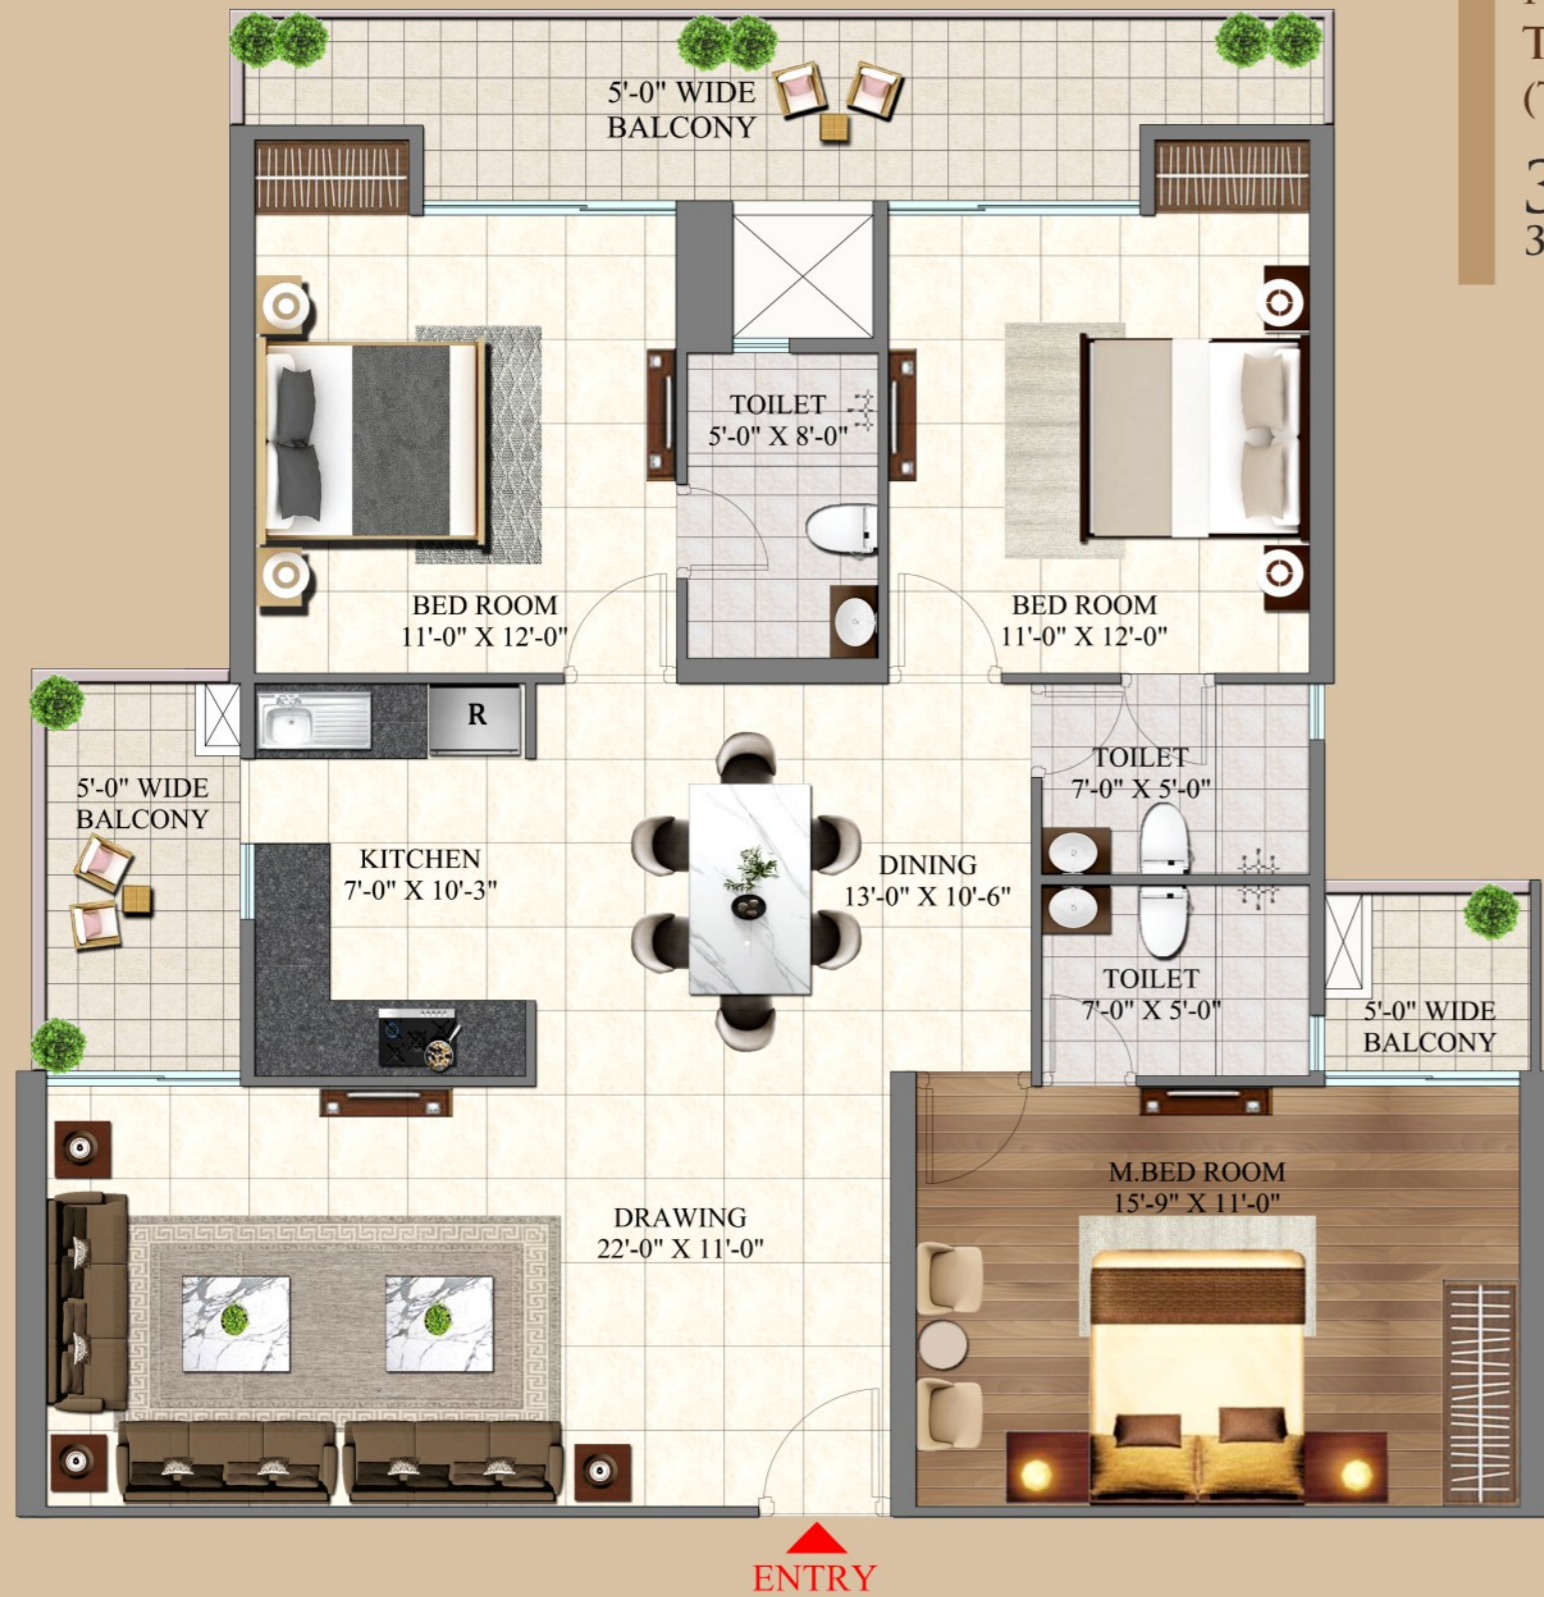 5'-0" WIDE
BALCONY
TOILET
5'-0" X 8'-0"
BED ROOM
11'-0" X 12'-0"
BED ROOM
11'-0" X 12'-0"
R
5'-0" WIDE
BALCONY
KITCHEN
7'-0" X 10'-3"
DINING
13'-0" X 10'-6"
TOILET
7'-0" X 5'-0"
TOILET
7'-0" X 5'-0"
5'-0" WIDE
BALCONY
M.BED ROOM
15'-9" X 11'-0"
DRAWING
22'-0" X 11'-0"
ENTRY